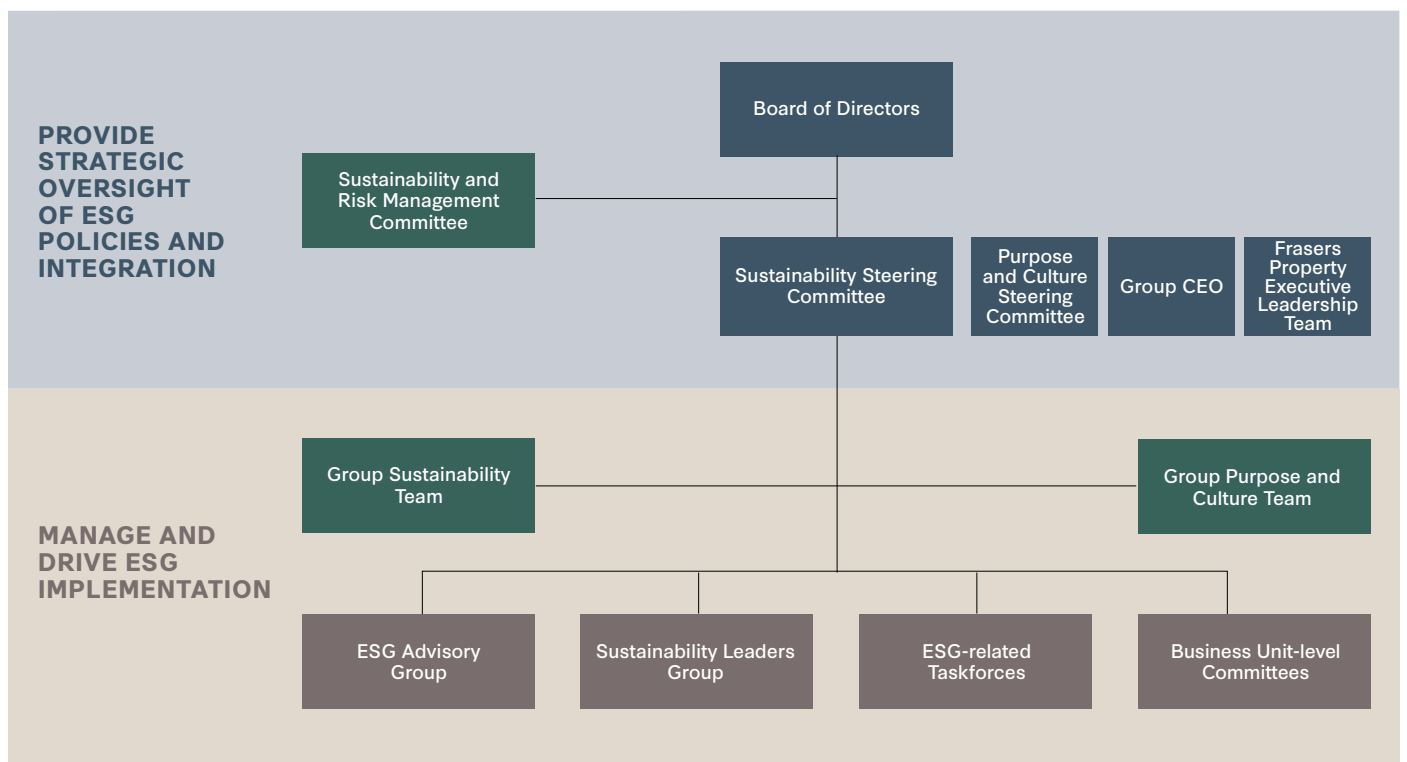 PROVIDE
STRATEGIC
OVERSIGHT
OF ESG
POLICIES AND
INTEGRATION
Board of Directors
Sustainability and
Risk Management
Committee
Sustainability Steering
Committee
Purpose
and Culture
Steering
Committee
Group CEO
Frasers
Property
Executive
Leadership
Team
MANAGE AND
DRIVE ESG
IMPLEMENTATION
Group Sustainability
Team
Group Purpose and
Culture Team
ESG Advisory
Group
Sustainability Leaders
Group
ESG-related
Taskforces
Business Unit-level
Committees